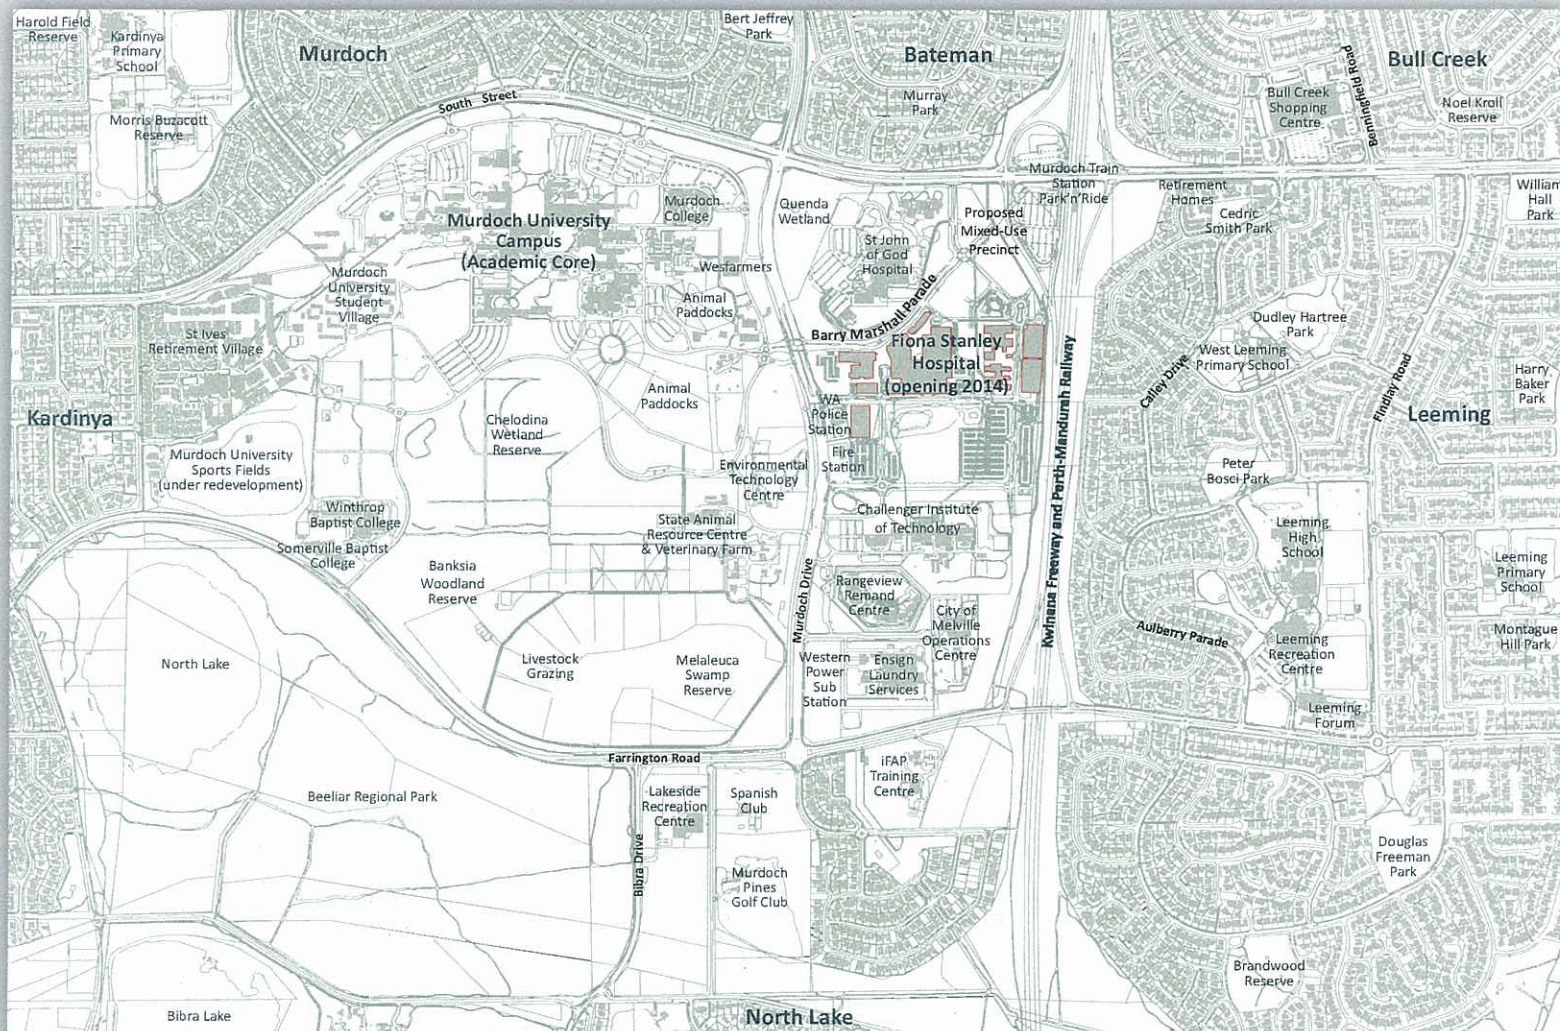 Harold Field
Reserve
Kardinya
Primary
School
Murdoch
Bert Jeffrey
Park
Bateman
Bull Creek
Benningfield Road
Bull Creek
Shopping
Centre
Noel Kroll
Reserve
Murray
Park
South Street
Morris Buzacott
Reserve
Murdoch Train
Station
Park'n'Ride
Retirement
Homes
William
Hall
Park
Cedric
Smith Park
Murdoch
College
Quenda
Wetland
Proposed
Mixed-Use
Precinct
Murdoch University
Campus
(Academic Core)
St John
of God
Hospital
Wesfarmers
Murdoch
University
Student
Village
Animal
Paddocks
Barry Marshall Parade
Dudley Hartree
Park
St Ives
Retirement Village
Fiona Stanley
Hospital
(opening 2014)
West Leeming
Primary School
Calley Drive
Findlay Road
Harry
Baker
Park
Kardinya
Animal
Paddocks
WA
Police
Station
Leeming
Chelodina
Wetland
Reserve
Kwinana Freeway and Perth-Mandurah Railway
Murdoch University
Sports Fields
(under redevelopment)
Environmental
Technology
Centre
Fire
Station
Peter
Bosci Park
Winthrop
Baptist College
State Animal
Resource Centre
& Veterinary Farm
Challenger Institute
of Technology
Leeming
High
School
Somerville Baptist
College
Banksia
Woodland
Reserve
Murdoch Drive
Rangeview
Remand
Centre
Leeming
Primary
School
City of
Melville
Operations
Centre
Aulberry Parade
Leeming
Recreation
Centre
Montague
Hill Park
North Lake
Livestock
Grazing
Melaleuca
Swamp
Reserve
Western
Power
Sub
Station
Ensign
Laundry
Services
Leeming
Forum
Farrington Road
iFAP
Training
Centre
Beeliar Regional Park
Lakeside
Recreation
Centre
Spanish
Club
Bibra Drive
Douglas
Freeman
Park
Murdoch
Pines
Golf Club
Brandwood
Reserve
Bibra Lake
North Lake